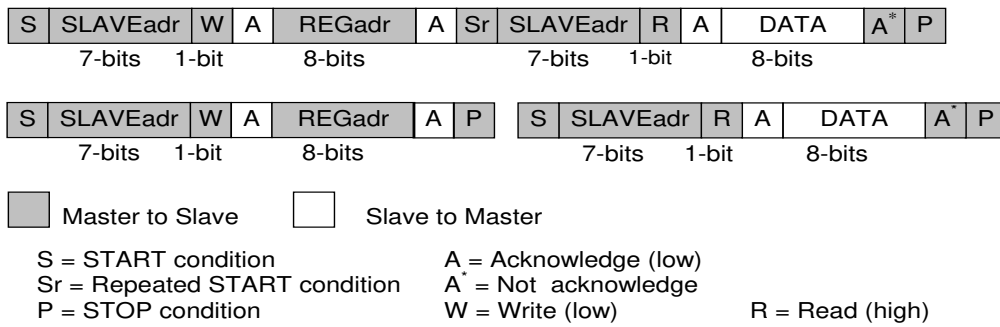 S SLAVEadr W A REGadr A Sr SLAVEadr R A DATA A* P
7-bits 1-bit 8-bits 7-bits 1-bit 8-bits
S SLAVEadr W A REGadr A P S SLAVEadr R A DATA A* P
7-bits 1-bit 8-bits 7-bits 1-bit 8-bits
Master to Slave Slave to Master
S = START condition A = Acknowledge (low)
Sr = Repeated START condition A* = Not acknowledge
P = STOP condition W = Write (low) R = Read (high)